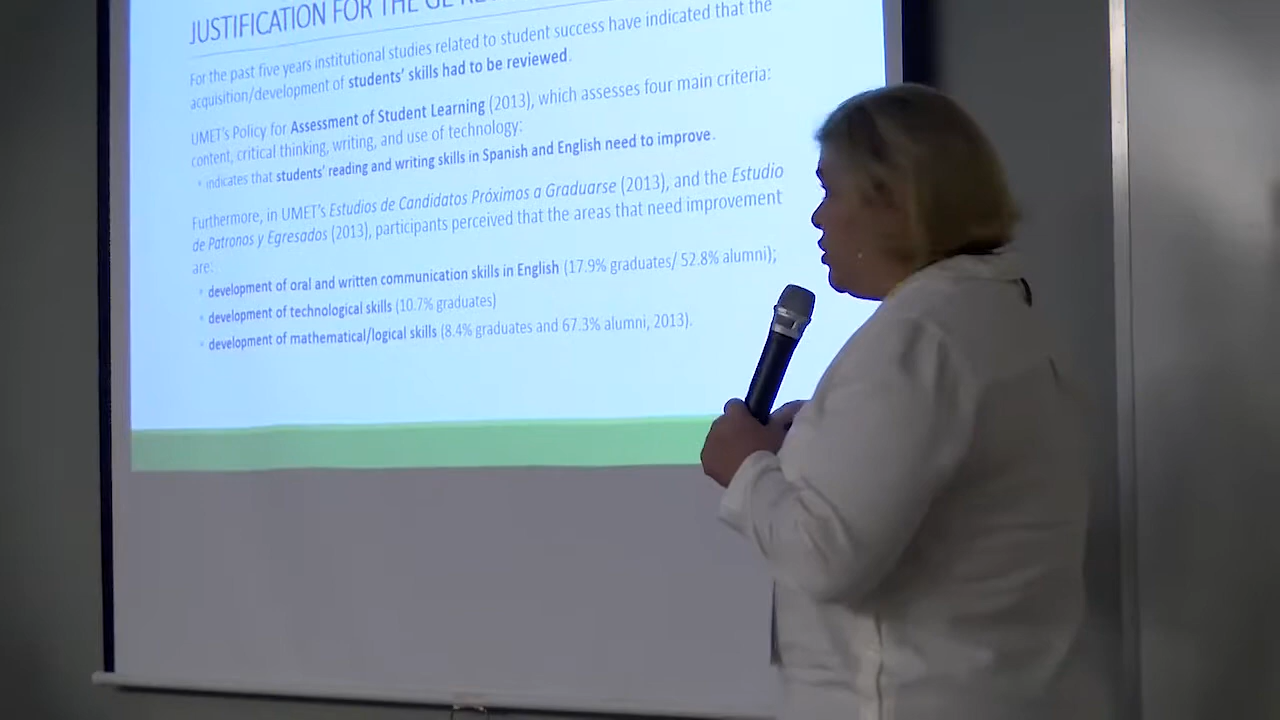 JUSTIFICATION FOR THE GE
For the past five years institutional studies related to student success have indicated that the
acquisition/development of students' skills had to be reviewed.
UMET's Policy for Assessment of Student Learning (2013), which assesses four main criteria:
content, critical thinking, writing, and use of technology:
• indicates that students' reading and writing skills in Spanish and English need to improve.
Furthermore, in UMET's Estudios de Candidatos Próximos a Graduarse (2013), and the Estudio
de Patronos y Egresados (2013), participants perceived that the areas that need improvement
are:
• development of oral and written communication skills in English (17.9% graduates/ 52.8% alumni);
• development of technological skills (10.7% graduates)
• development of mathematical/logical skills (8.4% graduates and 67.3% alumni, 2013).